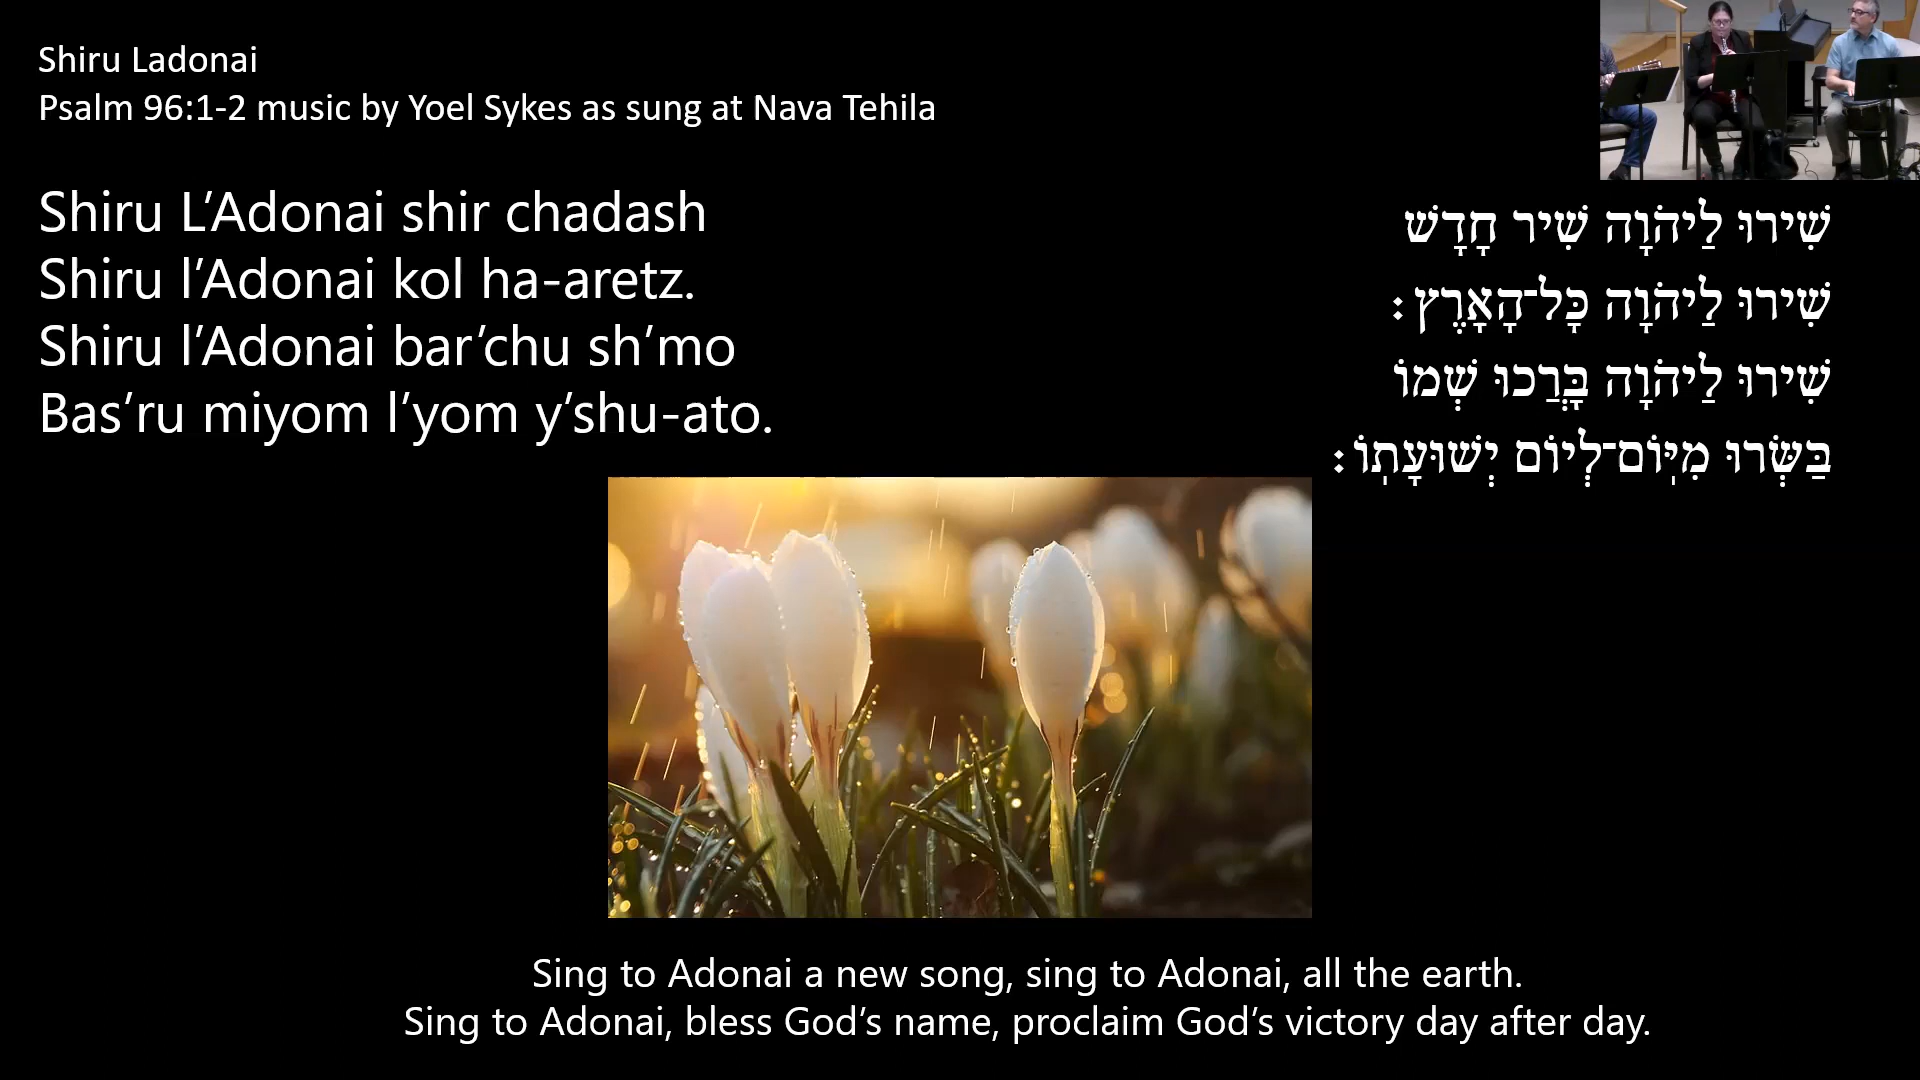 Shiru Ladonai
Psalm 96:1-2 music by Yoel Sykes as sung at Nava Tehila
Shiru L’Adonai shir chadash
Shiru l’Adonai kol ha-aretz.
Shiru l’Adonai bar’chu sh’mo
Bas’ru miyom l’yom y’shu-ato.
שִׁירוּ לַיהֹוָה שִׁיר חָדָשׁ
שִׁירוּ לַיהֹוָה כׇּל־הָאָרֶץ׃
שִׁירוּ לַיהֹוָה בָּרְכוּ שְׁמוֹ
בַּשְּׂרוּ מִיּוֹם־לְיוֹם יְשׁוּעָתוֹ׃
Sing to Adonai a new song, sing to Adonai, all the earth.
Sing to Adonai, bless God’s name, proclaim God’s victory day after day.